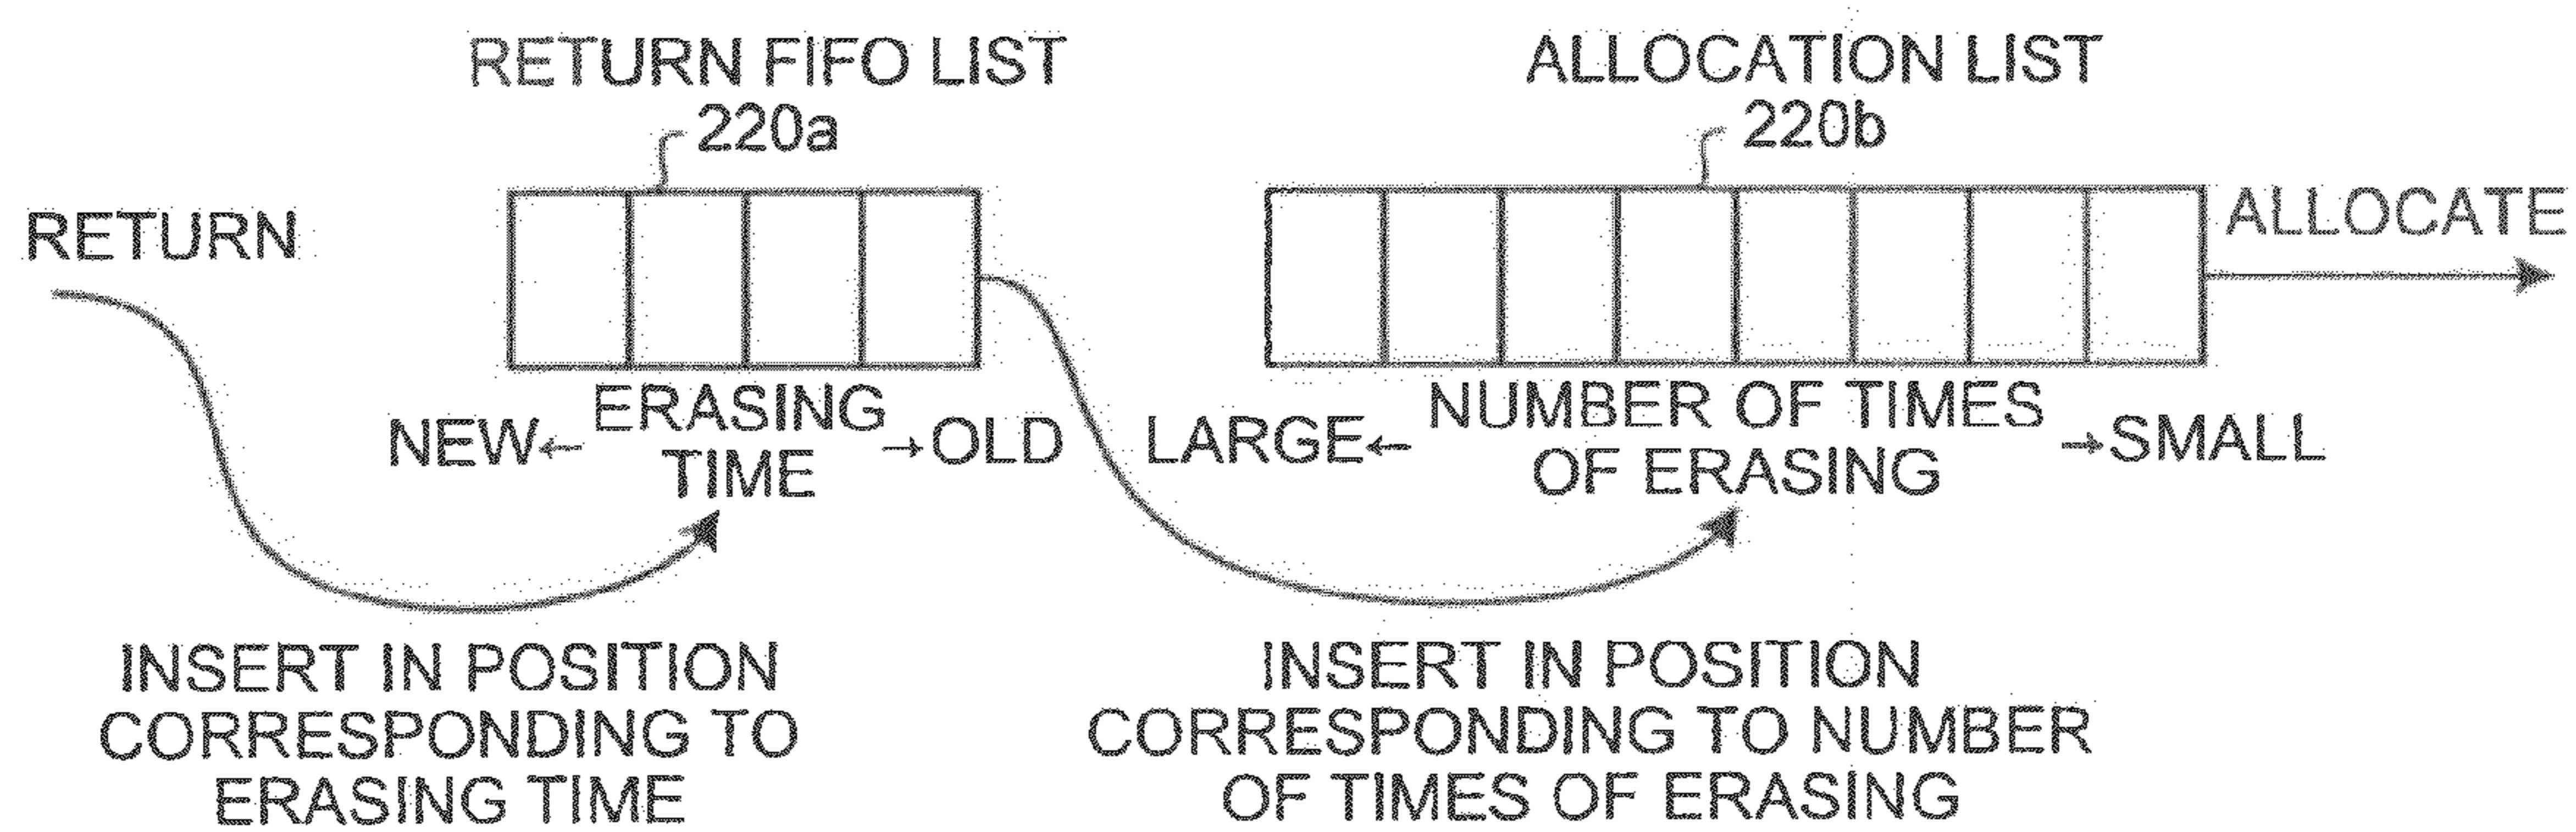 RETURN FIFO LIST
220a
ALLOCATION LIST
220b
RETURN
ALLOCATE
NEW← ERASING TIME →OLD
LARGE← NUMBER OF TIMES OF ERASING →SMALL
INSERT IN POSITION
CORRESPONDING TO
ERASING TIME
INSERT IN POSITION
CORRESPONDING TO NUMBER
OF TIMES OF ERASING